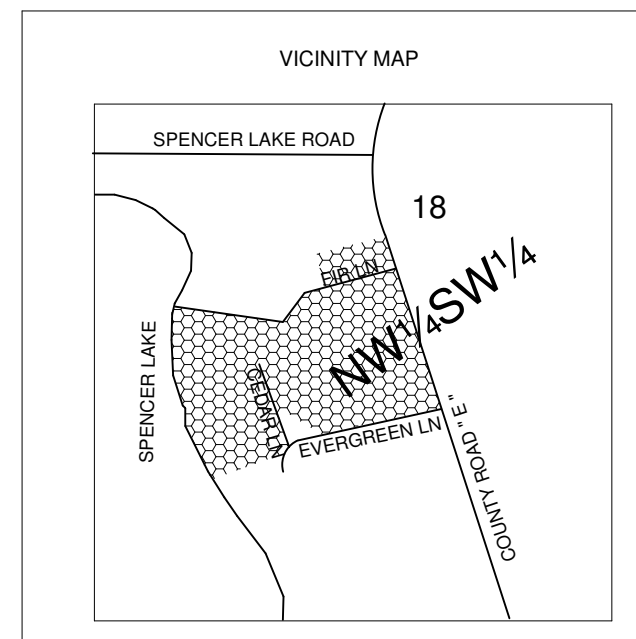 VICINITY MAP
SPENCER LAKE ROAD
18
FIR LN
NW¼SW¼
SPENCER LAKE
CEDAR LN
EVERGREEN LN
COUNTY ROAD "E"